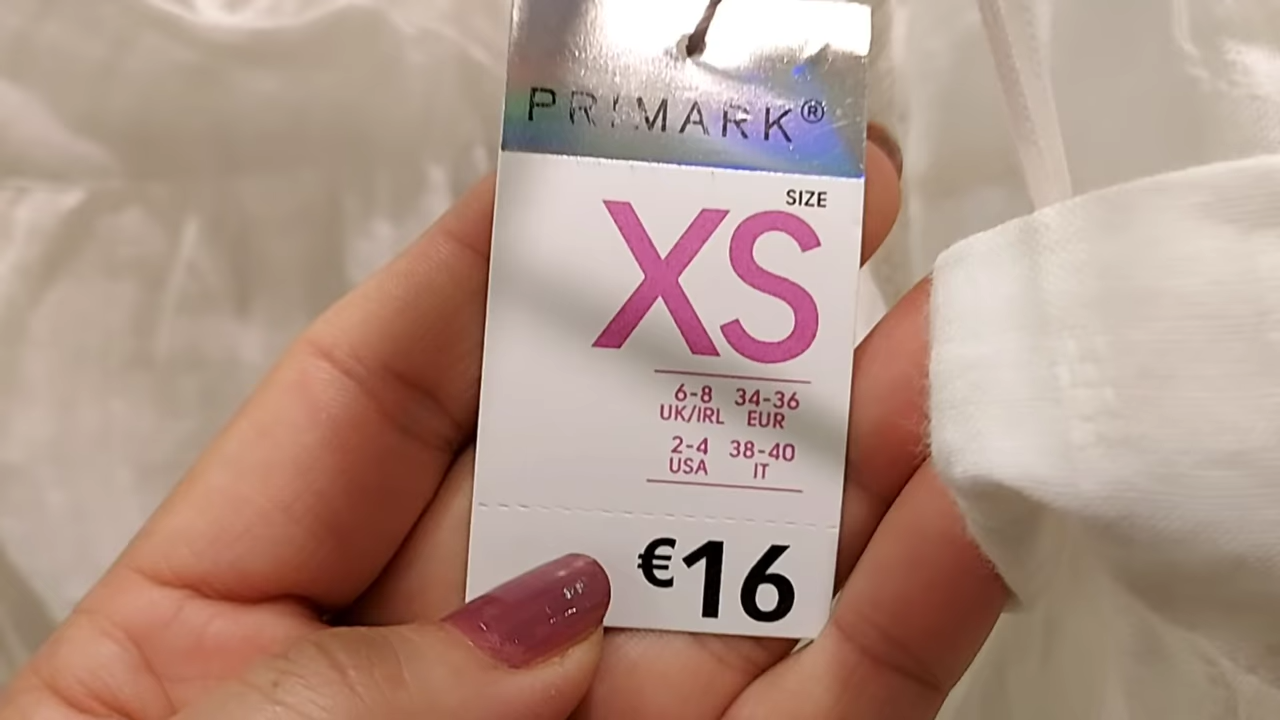 PRIMARK®
SIZE
XS
6-8 34-36
UK/IRL EUR
2-4 38-40
USA IT
€16